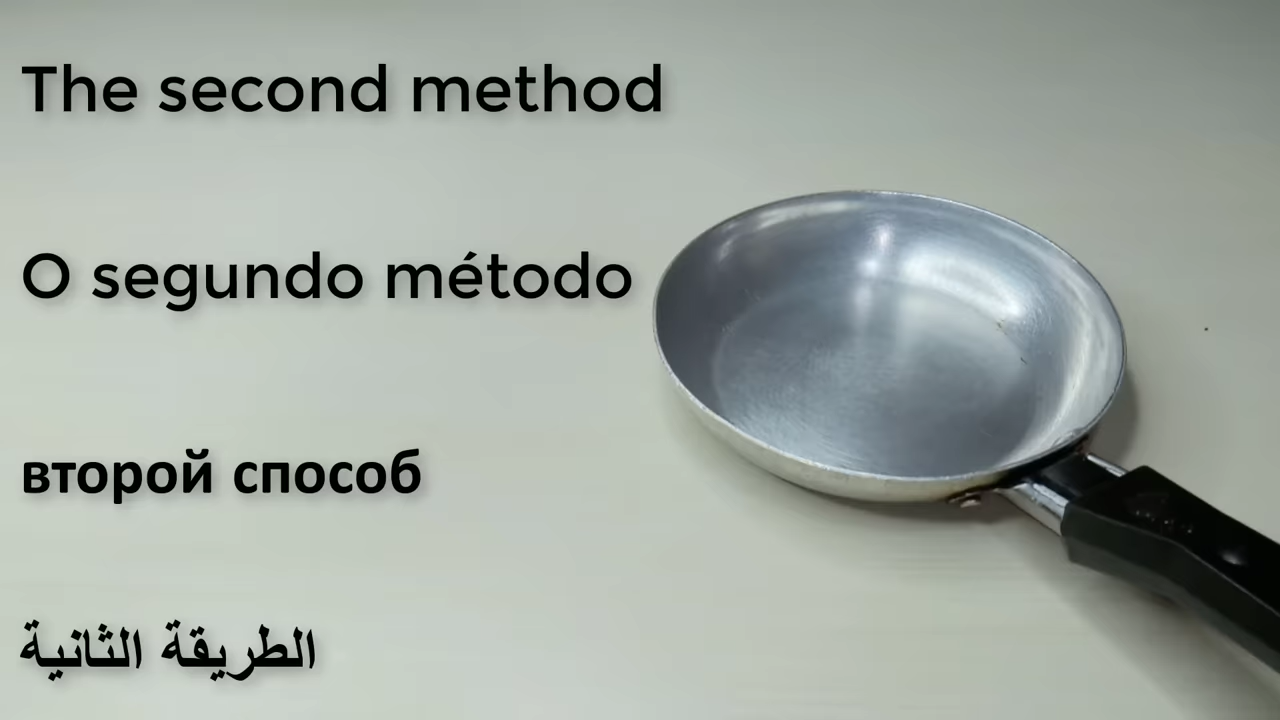 The second method
O segundo método
второй способ
الطريقة الثانية